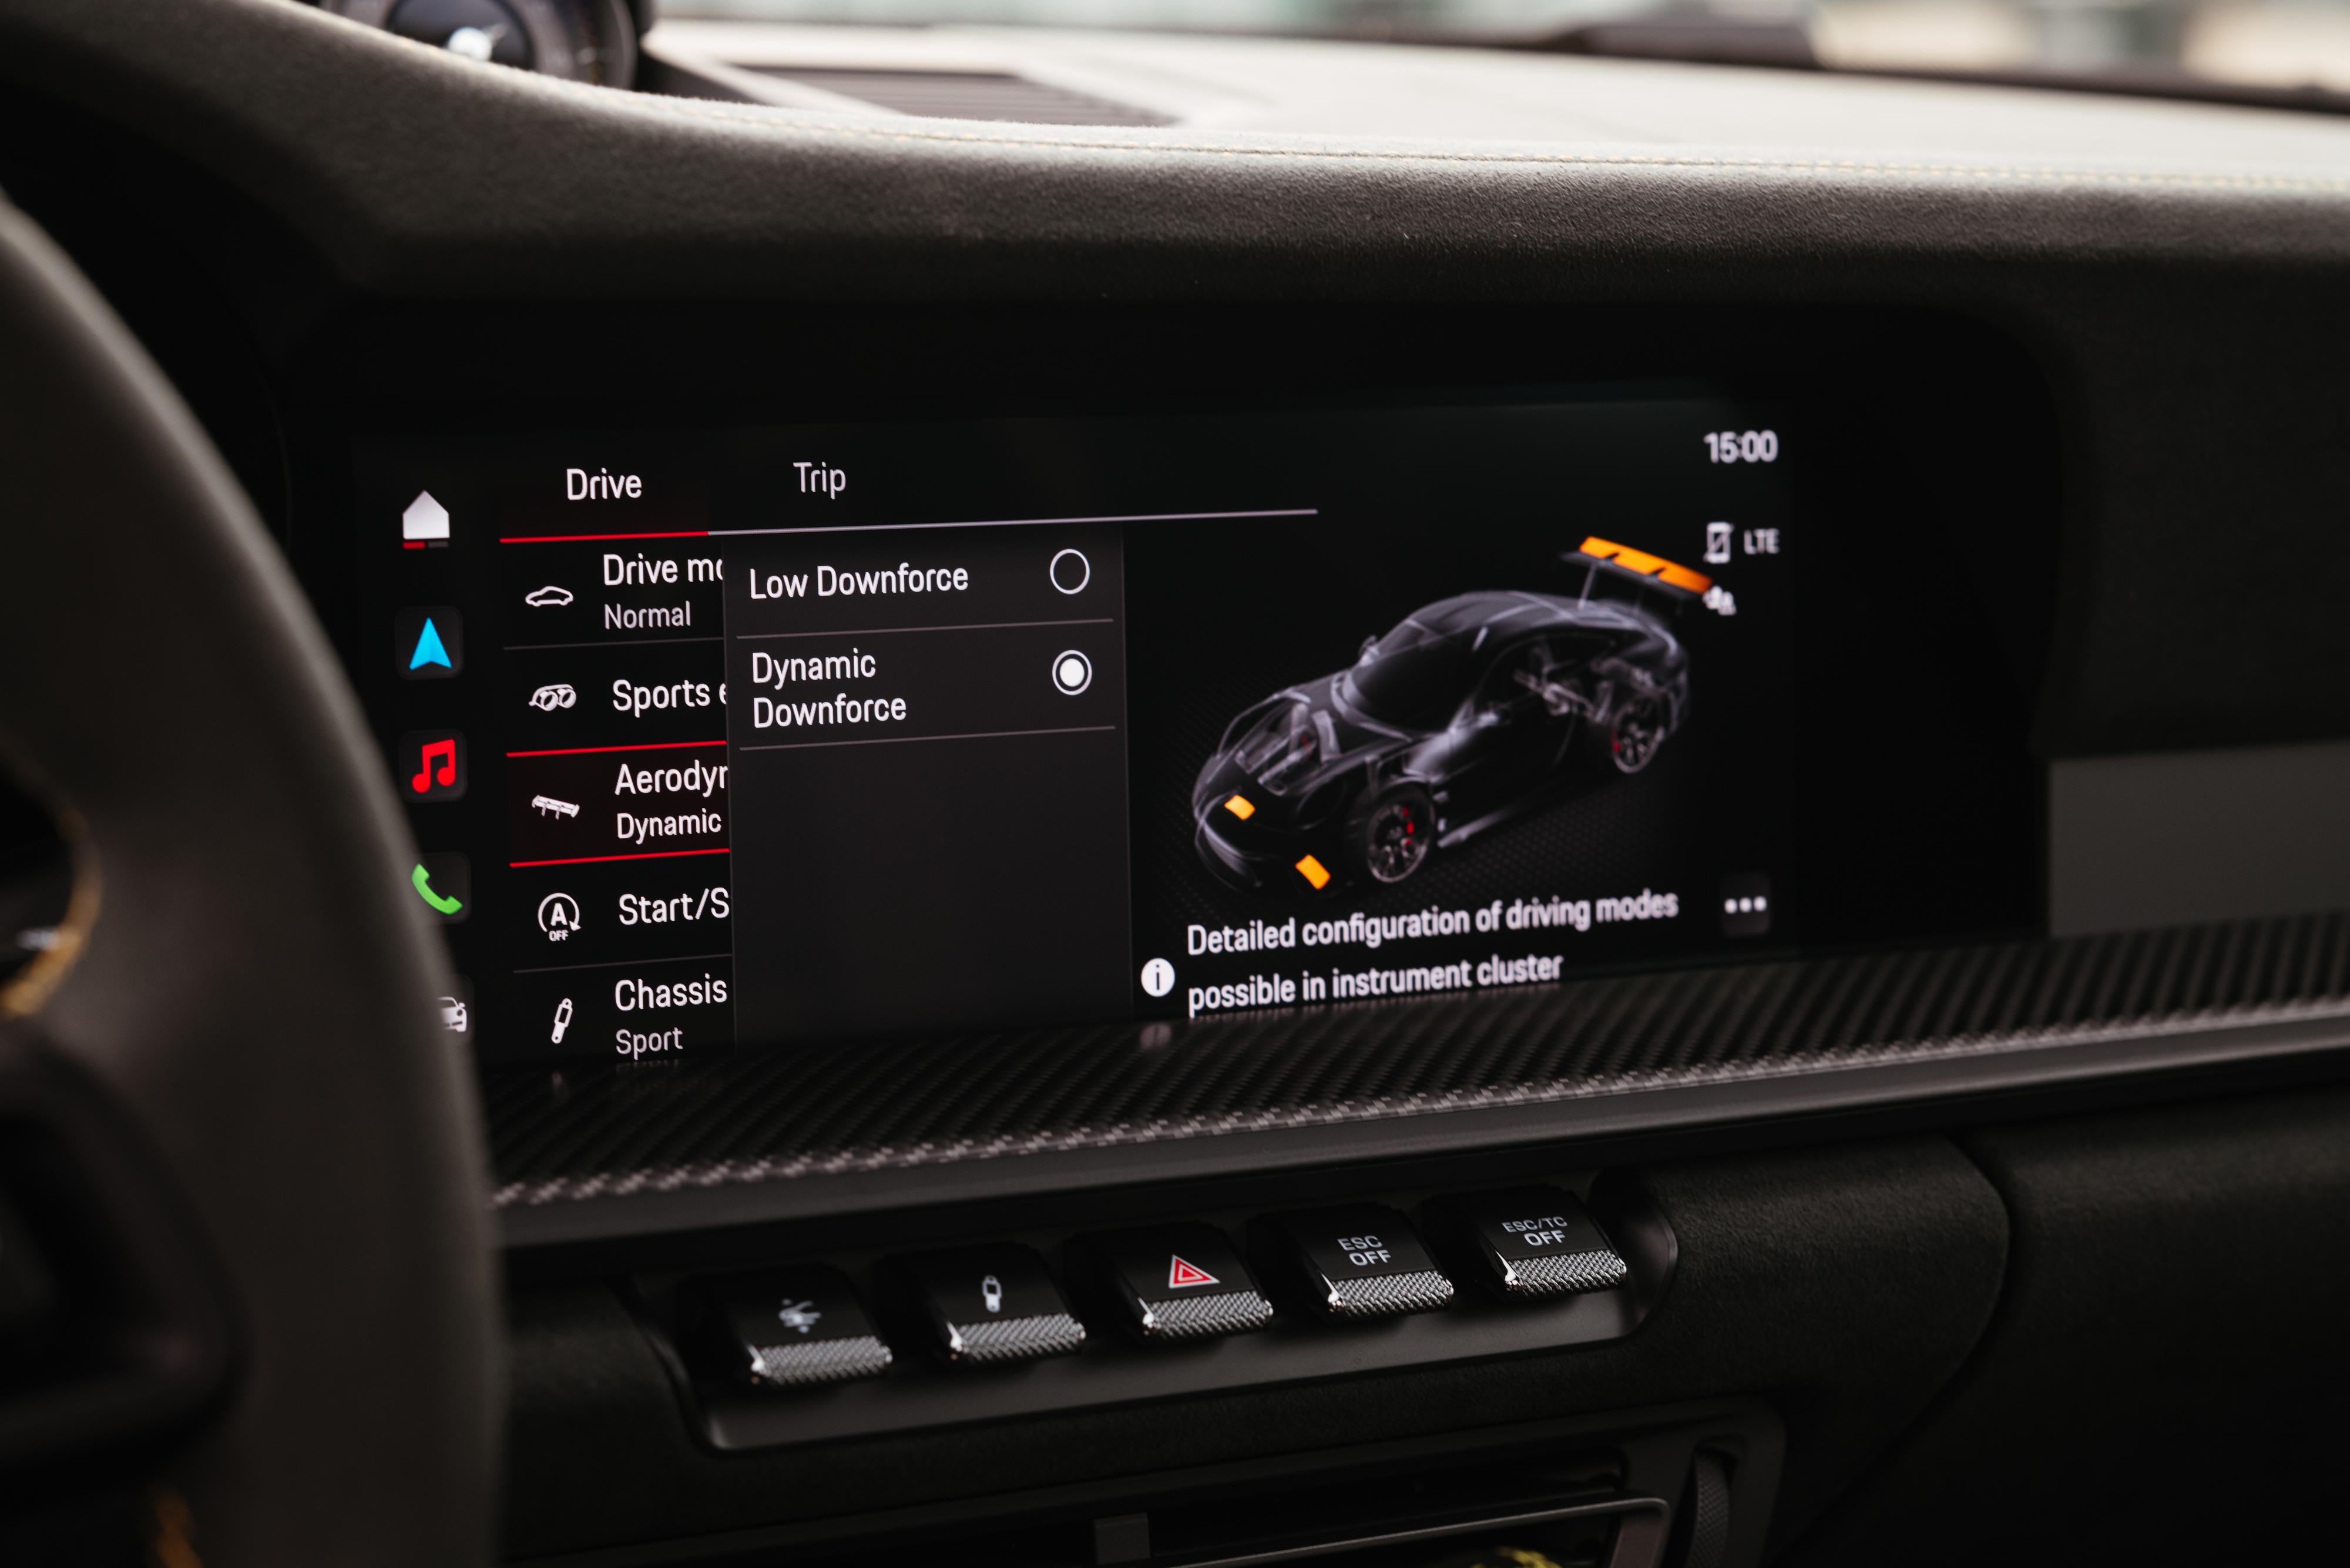 Drive
Trip
15:00
LTE
Drive mo
Normal
Sports e
Aerodyn
Dynamic
Start/S
A
OFF
Chassis
Sport
Low Downforce
Dynamic
Downforce
Detailed configuration of driving modes
possible in instrument cluster
i
ESC
OFF
ESC/TC
OFF